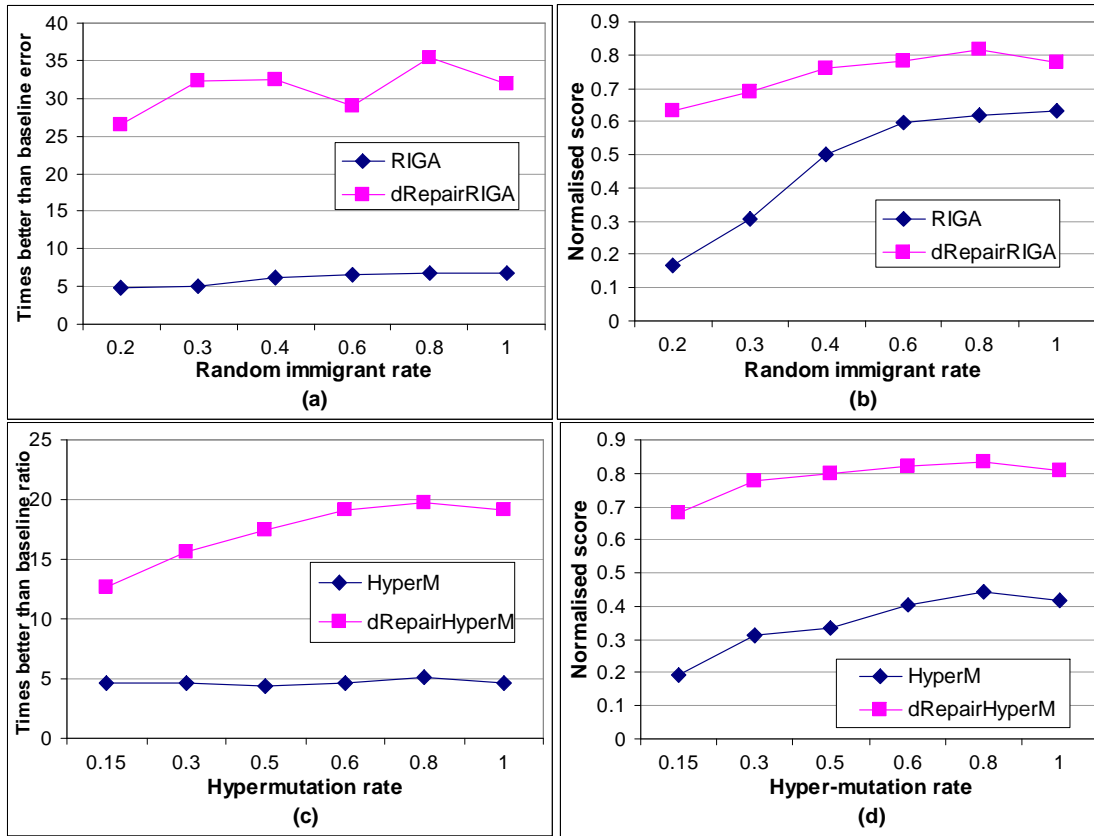 Times better than baseline error
40
35
30
25
20
15
10
5
0
RIGA
dRepairRIGA
0.2 0.3 0.4 0.6 0.8 1
Random immigrant rate
(a)
Normalised score
0.9
0.8
0.7
0.6
0.5
0.4
0.3
0.2
0.1
0
RIGA
dRepairRIGA
0.2 0.3 0.4 0.6 0.8 1
Random immigrant rate
(b)
Times better than baseline ratio
25
20
15
10
5
0
HyperM
dRepairHyperM
0.15 0.3 0.5 0.6 0.8 1
Hypermutation rate
(c)
Normalised score
0.9
0.8
0.7
0.6
0.5
0.4
0.3
0.2
0.1
0
HyperM
dRepairHyperM
0.15 0.3 0.5 0.6 0.8 1
Hyper-mutation rate
(d)